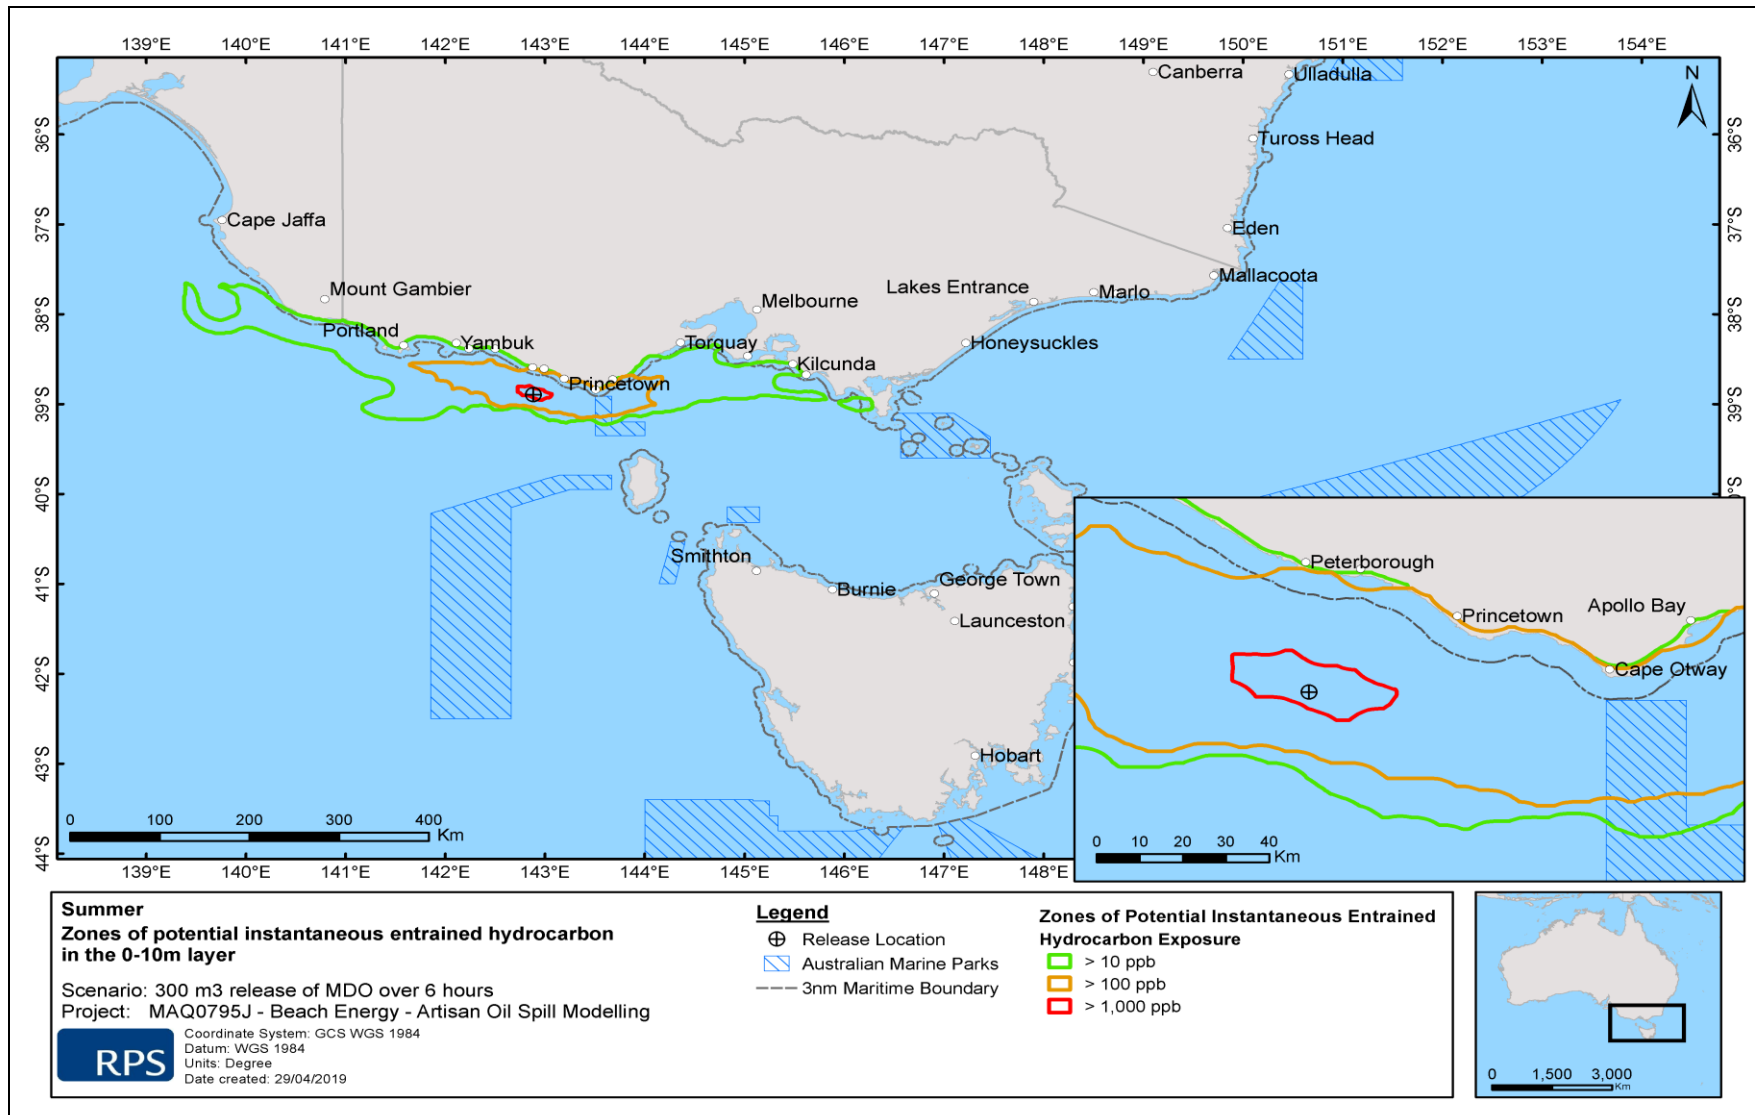 139°E 140°E 141°E 142°E 143°E 144°E 145°E 146°E 147°E 148°E 149°E 150°E 151°E 152°E 153°E 154°E
Canberra
Ulladulla
N
36°S
36°S
Tuross Head
Cape Jaffa
37°S
37°S
Eden
Mallacoota
Mount Gambier
Lakes Entrance
Marlo
Melbourne
38°S
38°S
Portland
Yambuk
Torquay
Honeysuckles
Kilcunda
Princetown
39°S
39°S
40°S
Smithton
Burnie
George Town
Launceston
41°S
42°S
Hobart
43°S
44°S
0 100 200 300 400
Km
139°E 140°E 141°E 142°E 143°E 144°E 145°E 146°E 147°E 148°E
Peterborough
Princetown
Apollo Bay
Cape Otway
0 10 20 30 40
Km
Summer
Zones of potential instantaneous entrained hydrocarbon
in the 0-10m layer
Scenario: 300 m3 release of MDO over 6 hours
Project: MAQ0795J - Beach Energy - Artisan Oil Spill Modelling
RPS
Coordinate System: GCS WGS 1984
Datum: WGS 1984
Units: Degree
Date created: 29/04/2019
Legend
Release Location
Australian Marine Parks
3nm Maritime Boundary
Zones of Potential Instantaneous Entrained
Hydrocarbon Exposure
> 10 ppb
> 100 ppb
> 1,000 ppb
0 1,500 3,000
Km